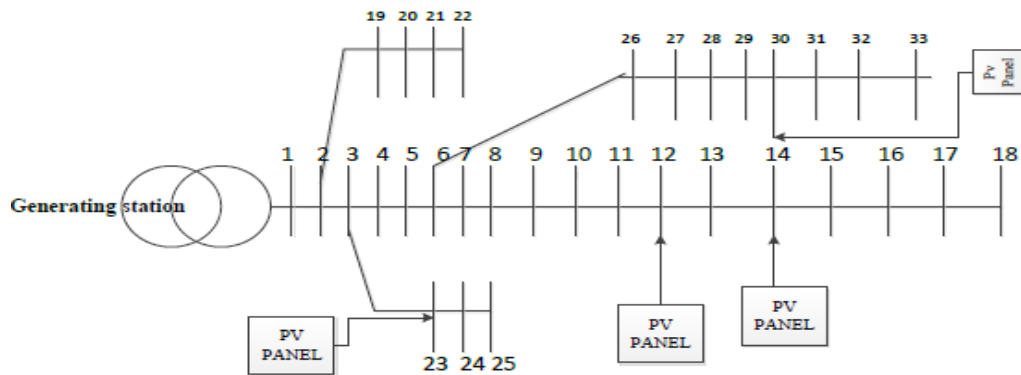 19 20 21 22
26 27 28 29 30 31 32 33
Pv
Panel
1 2 3 4 5 6 7 8 9 10 11 12 13 14 15 16 17 18
Generating station
PV
PANEL
23 24 25
PV
PANEL
PV
PANEL